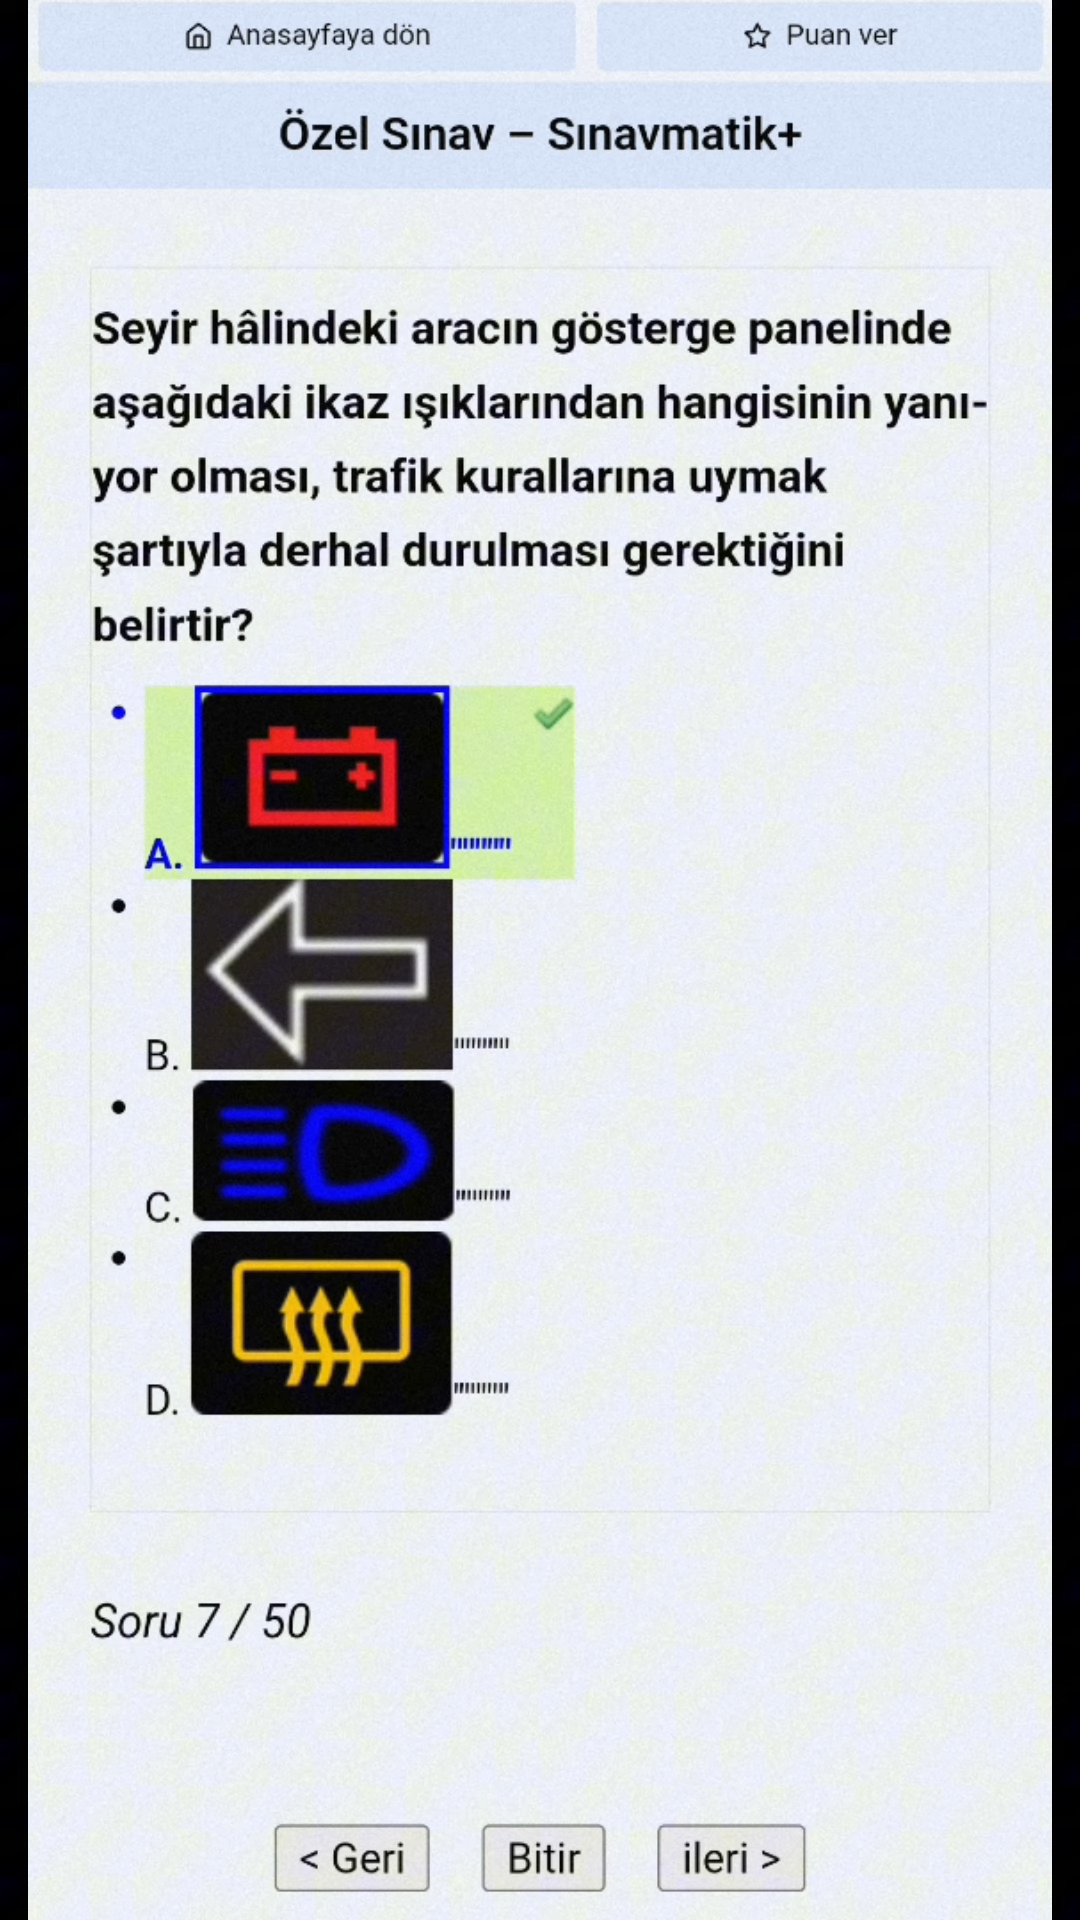 Anasayfaya dön
Puan ver
Özel Sınav – Sınavmatik+
Seyir hâlindeki aracın gösterge panelinde
aşağıdaki ikaz ışıklarından hangisinin yanı-
yor olması, trafik kurallarına uymak
şartıyla derhal durulması gerektiğini
belirtir?
A. """""
B. """""
C. """""
D. """""
Soru 7 / 50
< Geri
Bitir
ileri >